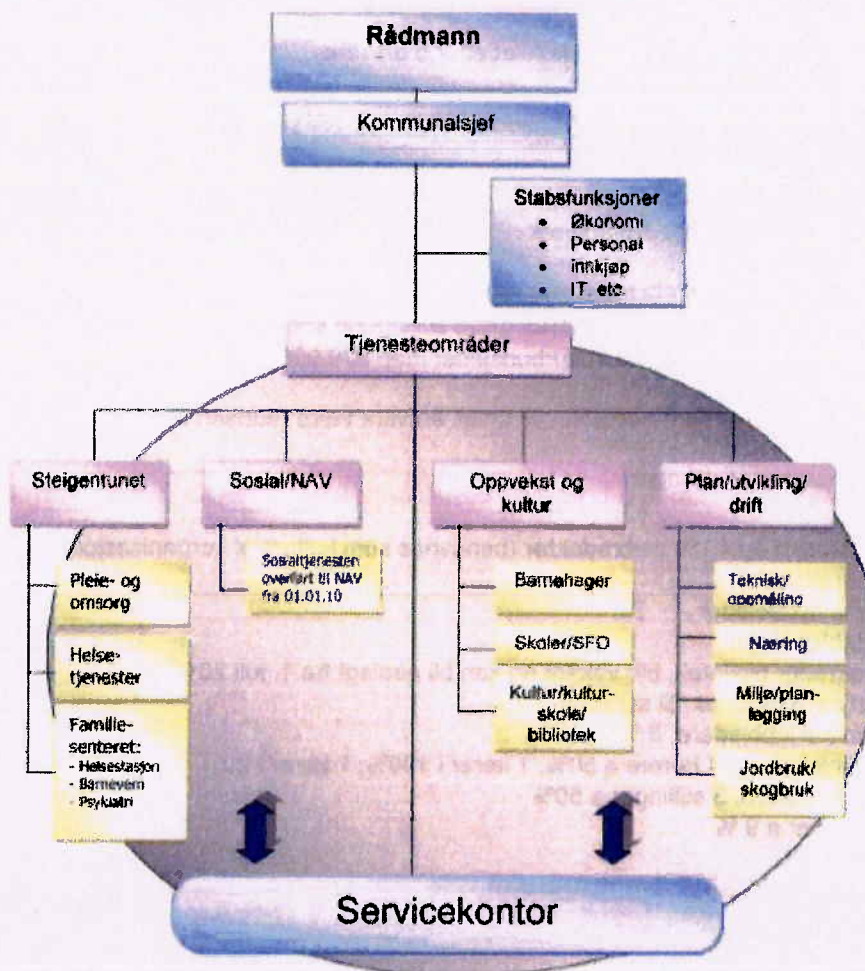 Rådmann
Kommunalsjef
Stabsfunksjoner
• Økonomi
• Personal
• innkjøp
• IT. etc.
Tjenesteområder
Steigentunet
Sosial/NAV
Oppvekst og
kultur
Plan/utvikling/
drift
Pleie- og
omsorg
Helse-
tjenester
Familie-
senteret:
- Helsestasjon
- Barnevern
- Psykiatri
Sosialtjenesten
overført til NAV
fra 01.01.10
Barnehager
Skoler/SFO
Kultur/kultur-
skole/
bibliotek
Teknisk/
oppmåling
Næring
Miljø/plan-
legging
Jordbruk/
skogbruk
Servicekontor